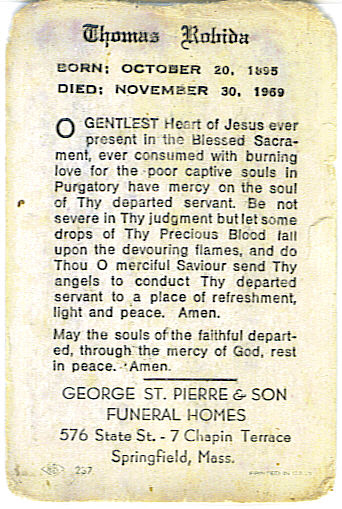 Thomas Robida
BORN: OCTOBER 20, 1895
DIED: NOVEMBER 30, 1969
O GENTLEST Heart of Jesus ever
present in the Blessed Sacra-
ment, ever consumed with burning
love for the poor captive souls in
Purgatory have mercy on the soul
of Thy departed servant. Be not
severe in Thy judgment but let some
drops of Thy Precious Blood fall
upon the devouring flames, and do
Thou O merciful Saviour send Thy
angels to conduct Thy departed
servant to a place of refreshment,
light and peace. Amen.
May the souls of the faithful depart-
ed, through the mercy of God, rest
in peace. Amen.
GEORGE ST. PIERRE & SON
FUNERAL HOMES
576 State St. - 7 Chapin Terrace
Springfield, Mass.
237
PRINTED IN